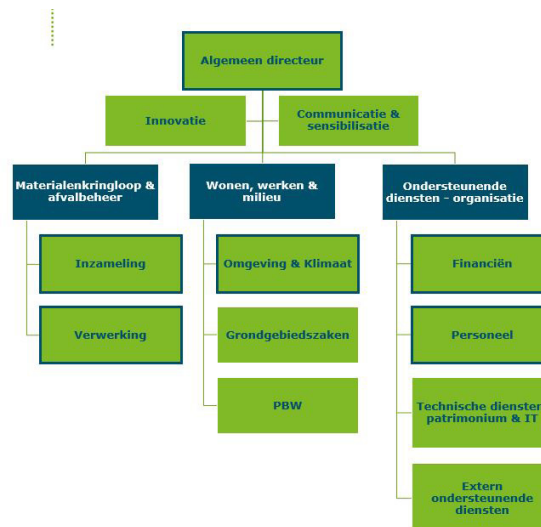 Algemeen directeur
Innovatie
Communicatie &
sensibilisatie
Materialenkringloop &
afvalbeheer
Wonen, werken &
milieu
Ondersteunende
diensten - organisatie
Inzameling
Omgeving & Klimaat
Financiën
Verwerking
Grondgebiedszaken
Personeel
PBW
Technische diensten
patrimonium & IT
Extern
ondersteunende
diensten